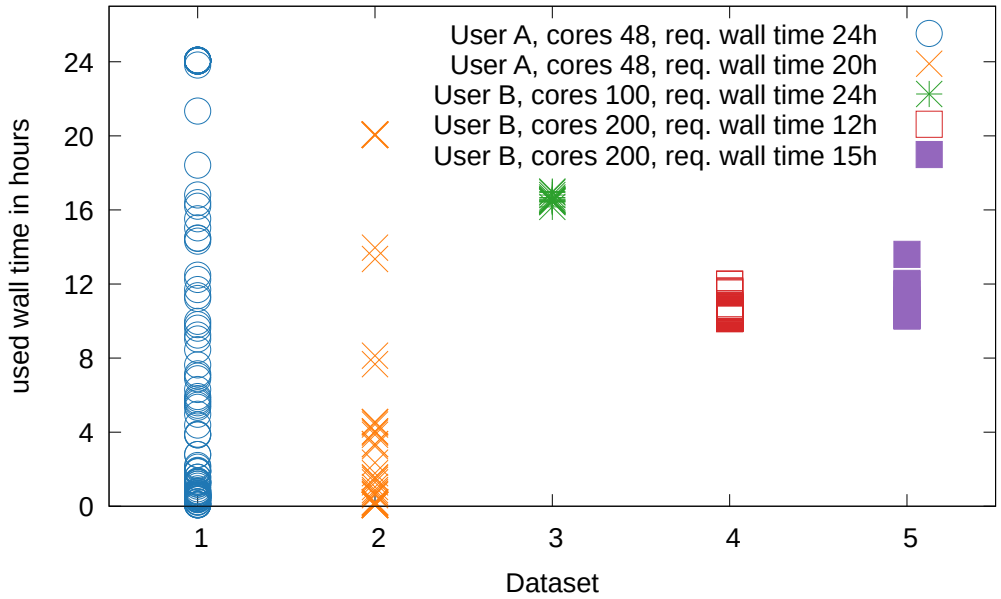 User A, cores 48, req. wall time 24h
User A, cores 48, req. wall time 20h
User B, cores 100, req. wall time 24h
User B, cores 200, req. wall time 12h
User B, cores 200, req. wall time 15h
used wall time in hours
24
20
16
12
8
4
0
1 2 3 4 5
Dataset